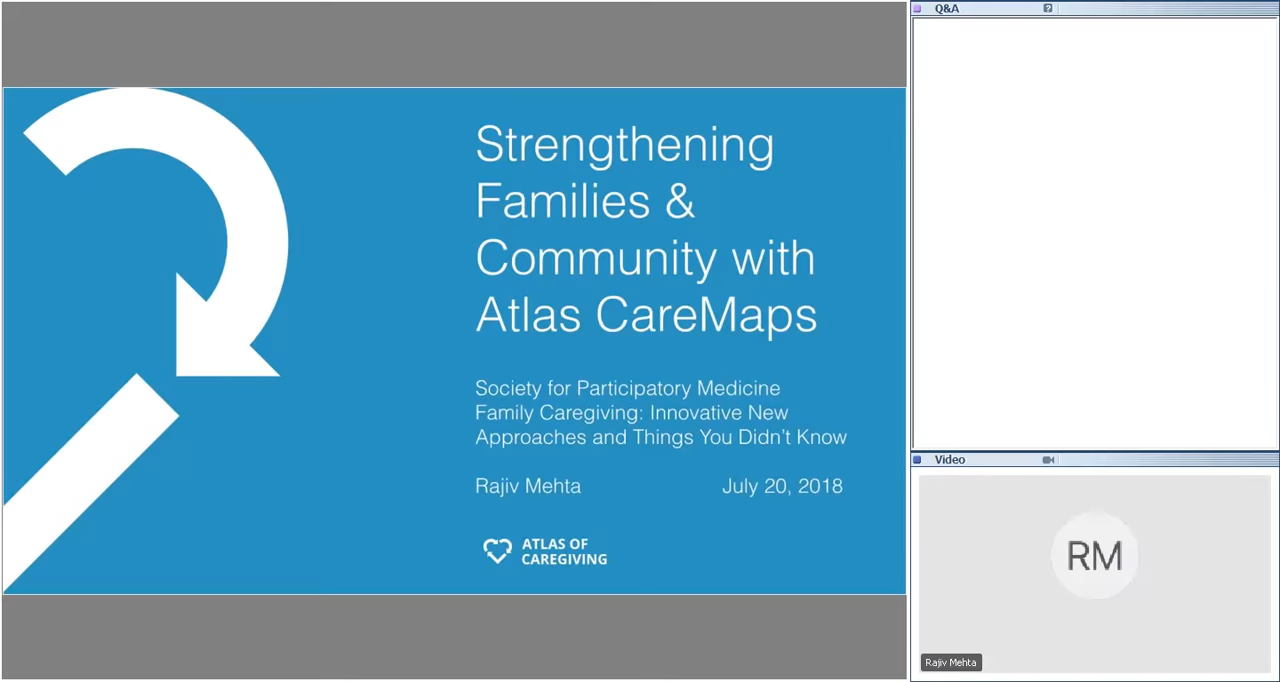 Strengthening
Families &
Community with
Atlas CareMaps
Society for Participatory Medicine
Family Caregiving: Innovative New
Approaches and Things You Didn't Know
Rajiv Mehta July 20, 2018
ATLAS OF
CAREGIVING
Q&A
Video
RM
Rajiv Mehta